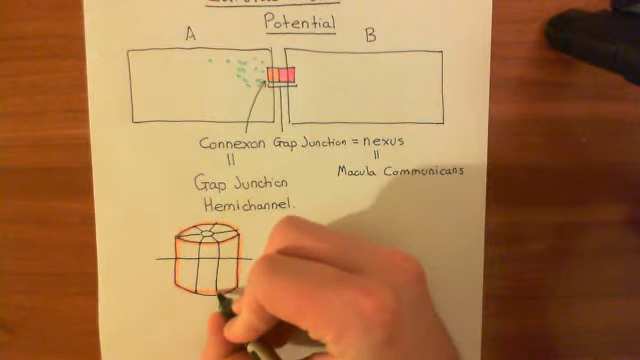 Potential
A
B
Connexon Gap Junction = nexus
= =
Macula Communicans
Gap Junction
Hemichannel.